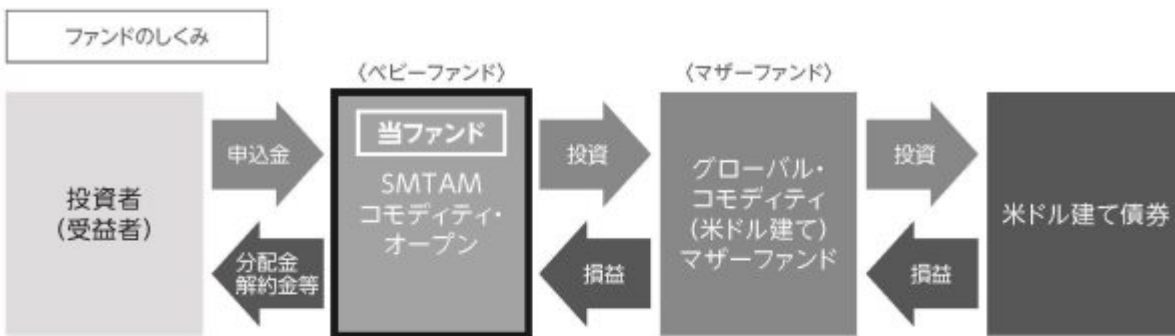 ファンドのしくみ
〈ベビーファンド〉
〈マザーファンド〉
投資者
(受益者)
申込金
分配金
解約金等
当ファンド
SMTAM
コモディティ・
オープン
投資
損益
グローバル・
コモディティ
(米ドル建て)
マザーファンド
投資
損益
米ドル建て債券